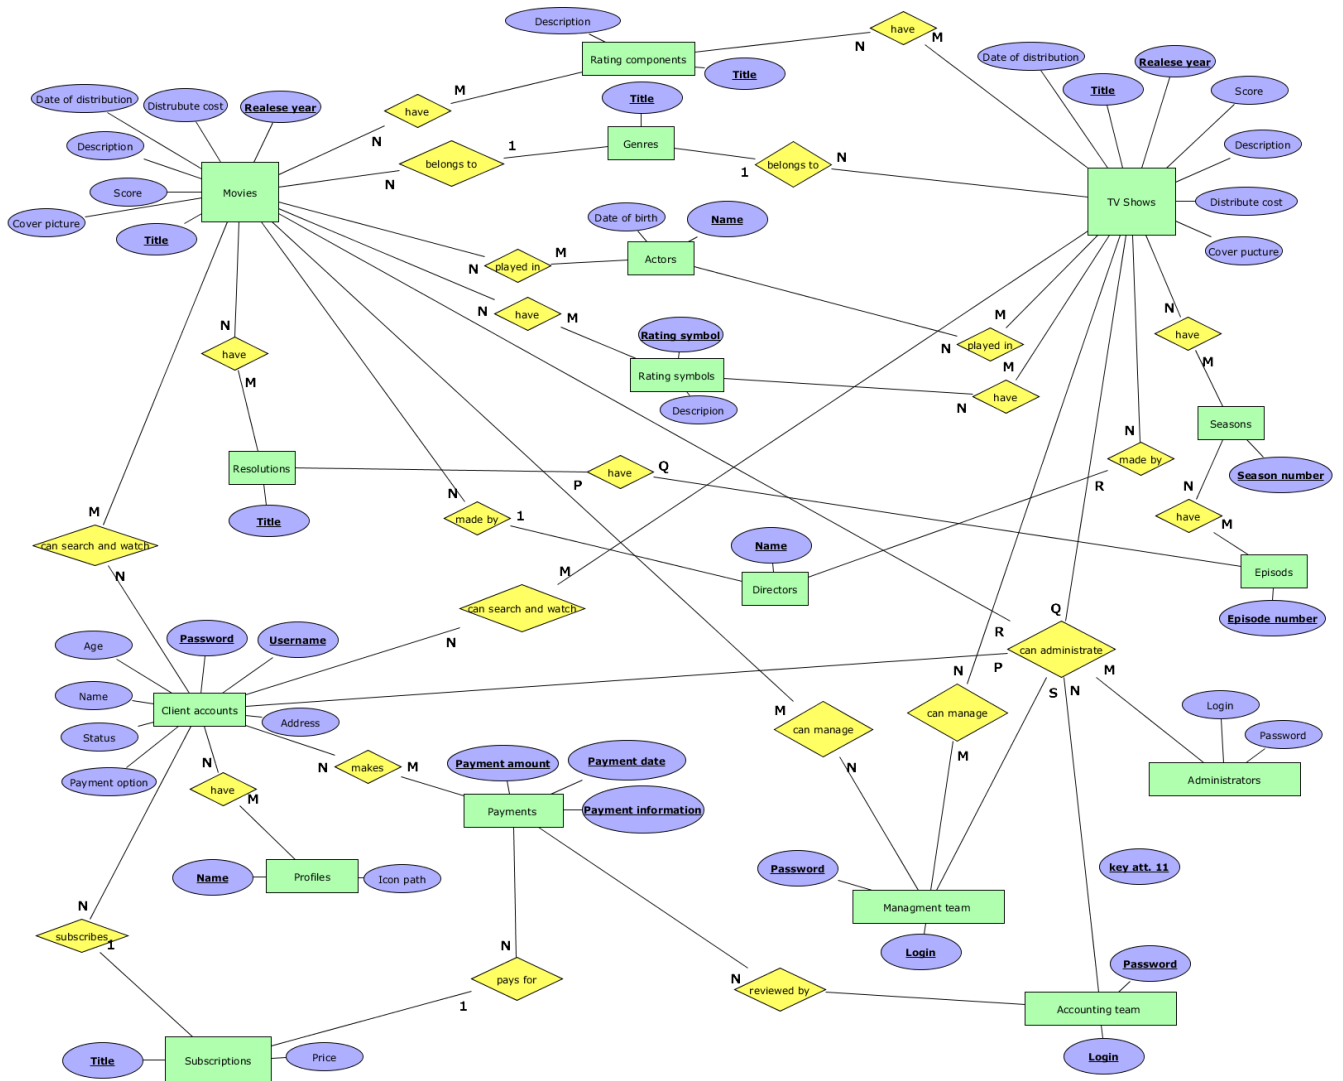 Description
have
N
M
Rating components
Title
Date of distribution
Realese year
Title
Score
Description
Distribute cost
Cover pucture
TV Shows
Date of distribution
Distrubute cost
Realese year
Description
Score
Cover picture
Title
Movies
have
M
N
Title
Genres
belongs to
1
N
belongs to
1
N
Date of birth
Name
Actors
played in
M
N
played in
M
N
have
N
M
Rating symbol
Rating symbols
Descripion
have
M
N
have
N
M
Resolutions
Title
have
Q
P
have
N
M
Seasons
Season number
have
N
M
Episods
Episode number
made by
N
made by
N
1
Name
Directors
can search and watch
M
N
can search and watch
M
N
can administrate
Q
R
R
P
S
N
M
Login
Password
Administrators
Age
Password
Username
Name
Status
Payment option
Address
Client accounts
can manage
M
N
can manage
N
M
makes
N
M
Payment amount
Payment date
Payment information
Payments
have
N
M
Name
Profiles
Icon path
Password
Managment team
Login
key att. 11
subscribes
N
1
pays for
N
1
reviewed by
N
Password
Accounting team
Login
Title
Subscriptions
Price